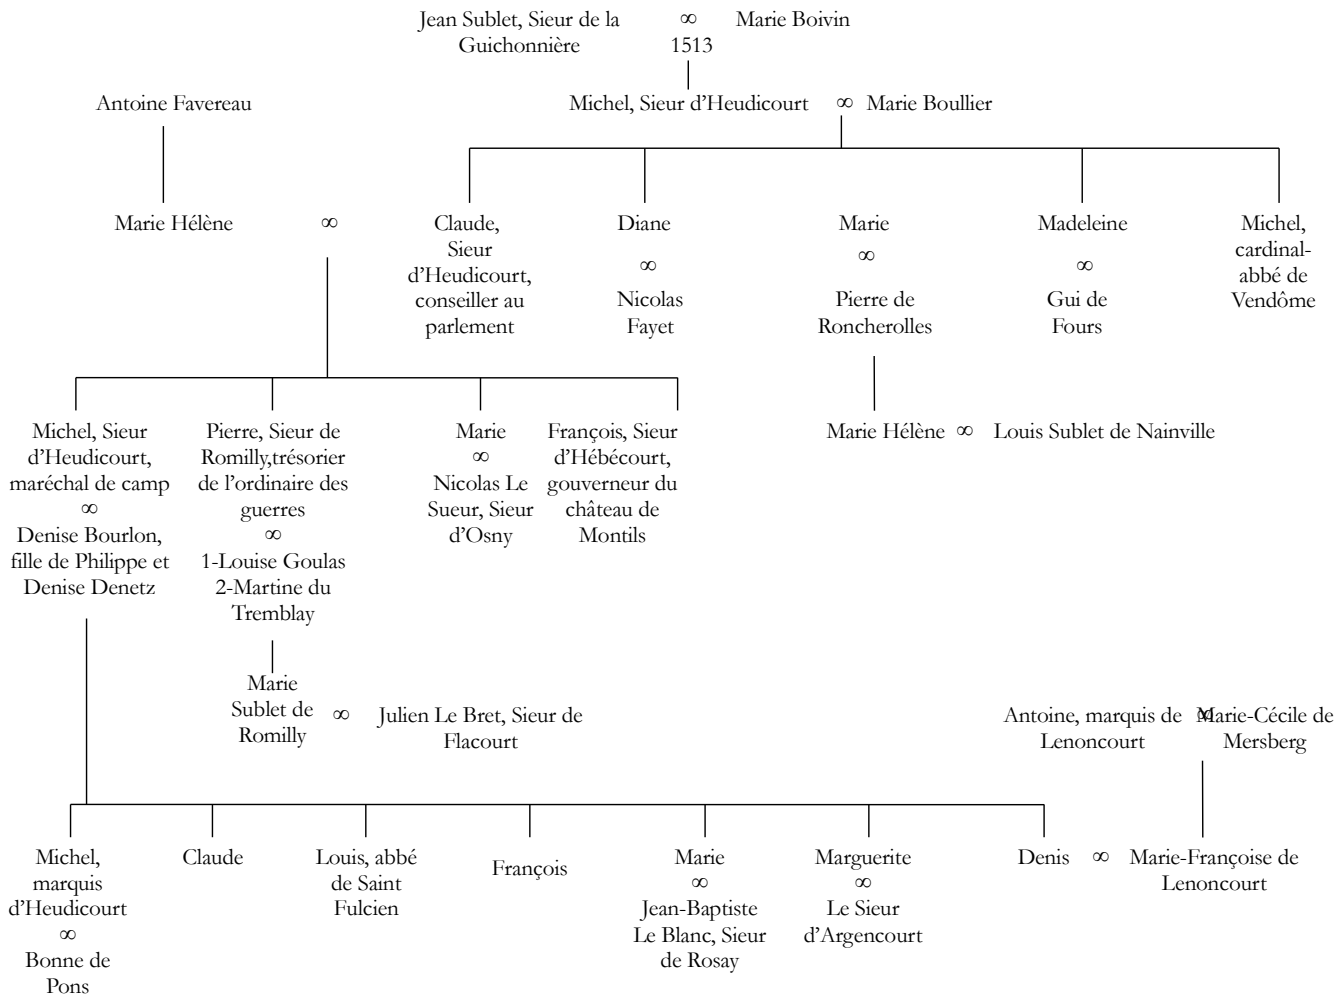 Jean Sublet, Sieur de la ∞ Marie Boivin
Guichonnière 1513
Antoine Favereau
Michel, Sieur d'Heudicourt ∞ Marie Boullier
Marie Hélène
∞
Claude,
Sieur
d'Heudicourt,
conseiller au
parlement
Diane
∞
Nicolas
Fayet
Marie
∞
Pierre de
Roncherolles
Madeleine
∞
Gui de
Fours
Michel,
cardinal-
abbé de
Vendôme
Michel, Sieur
d'Heudicourt,
maréchal de camp
∞
Denise Bourlon,
fille de Philippe et
Denise Denetz
Pierre, Sieur de
Romilly,trésorier
de l'ordinaire des
guerres
∞
1-Louise Goulas
2-Martine du
Tremblay
Marie
∞
Nicolas Le
Sueur, Sieur
d'Osny
François, Sieur
d'Hébécourt,
gouverneur du
château de
Montils
Marie Hélène ∞ Louis Sublet de Nainville
Marie
Sublet de
Romilly
∞
Julien Le Bret, Sieur de
Flacourt
Antoine, marquis de
Lenoncourt
∞
Marie-Cécile de
Mersberg
Michel,
marquis
d'Heudicourt
∞
Bonne de
Pons
Claude
Louis, abbé
de Saint
Fulcien
François
Marie
∞
Jean-Baptiste
Le Blanc, Sieur
de Rosay
Marguerite
∞
Le Sieur
d'Argencourt
Denis ∞ Marie-Françoise de
Lenoncourt